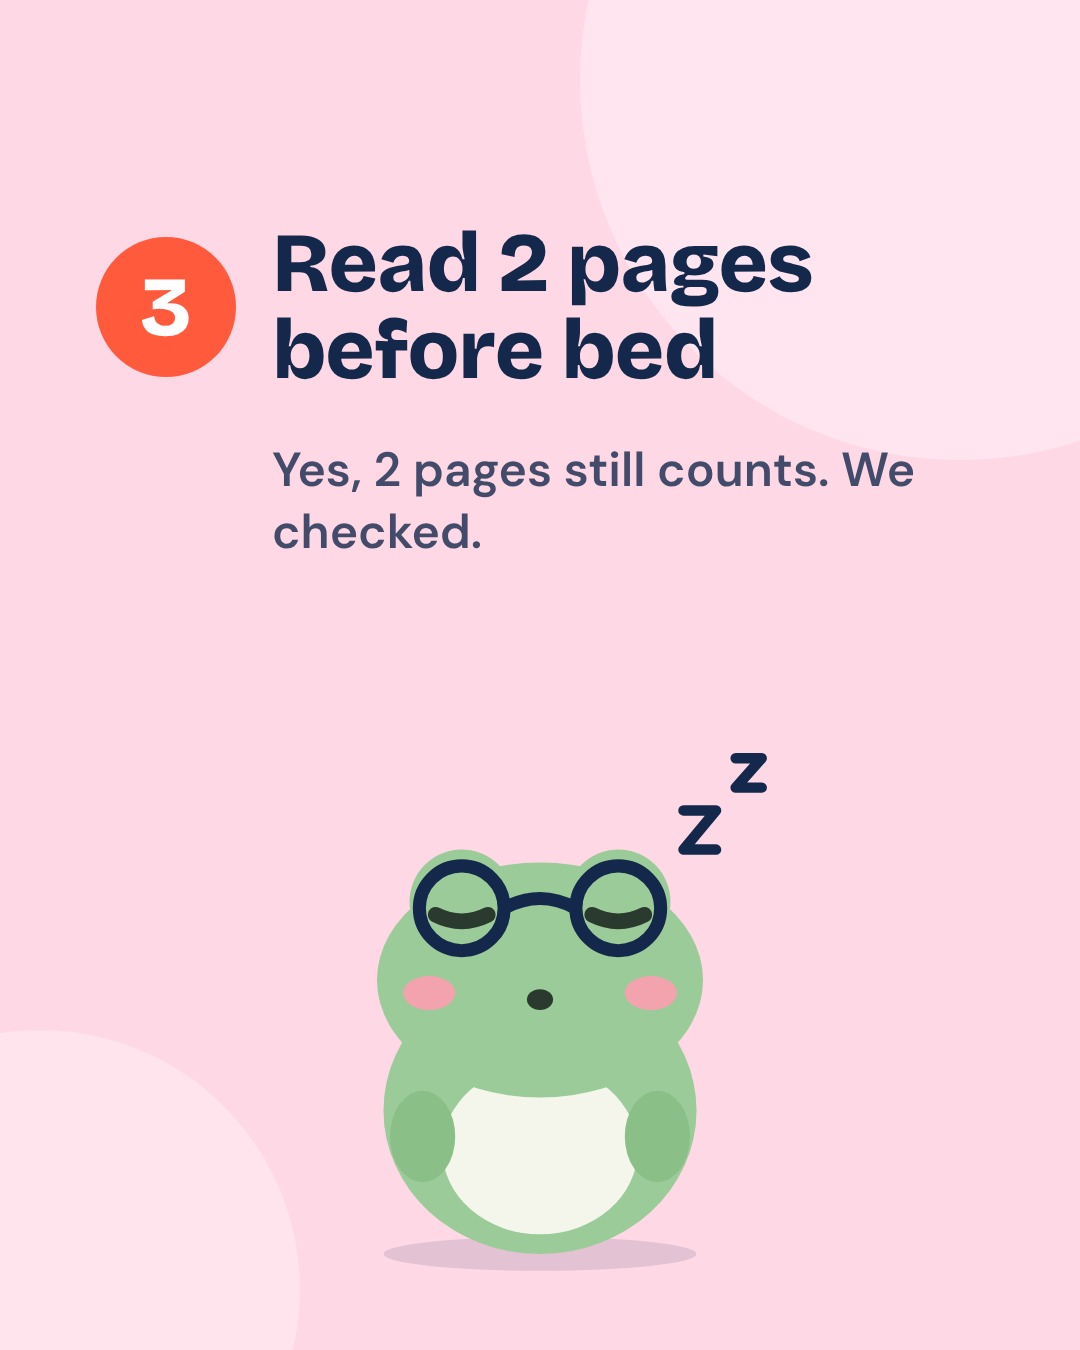 3
Read 2 pages
before bed
Yes, 2 pages still counts. We
checked.
z
z